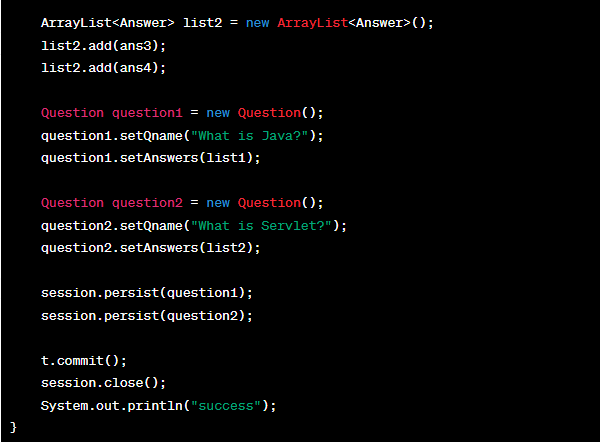 ArrayList<Answer> list2 = new ArrayList<Answer>();
list2.add(ans3);
list2.add(ans4);
Question question1 = new Question();
question1.setQname("What is Java?");
question1.setAnswers(list1);
Question question2 = new Question();
question2.setQname("What is Servlet?");
question2.setAnswers(list2);
session.persist(question1);
session.persist(question2);
t.commit();
session.close();
System.out.println("success");
}